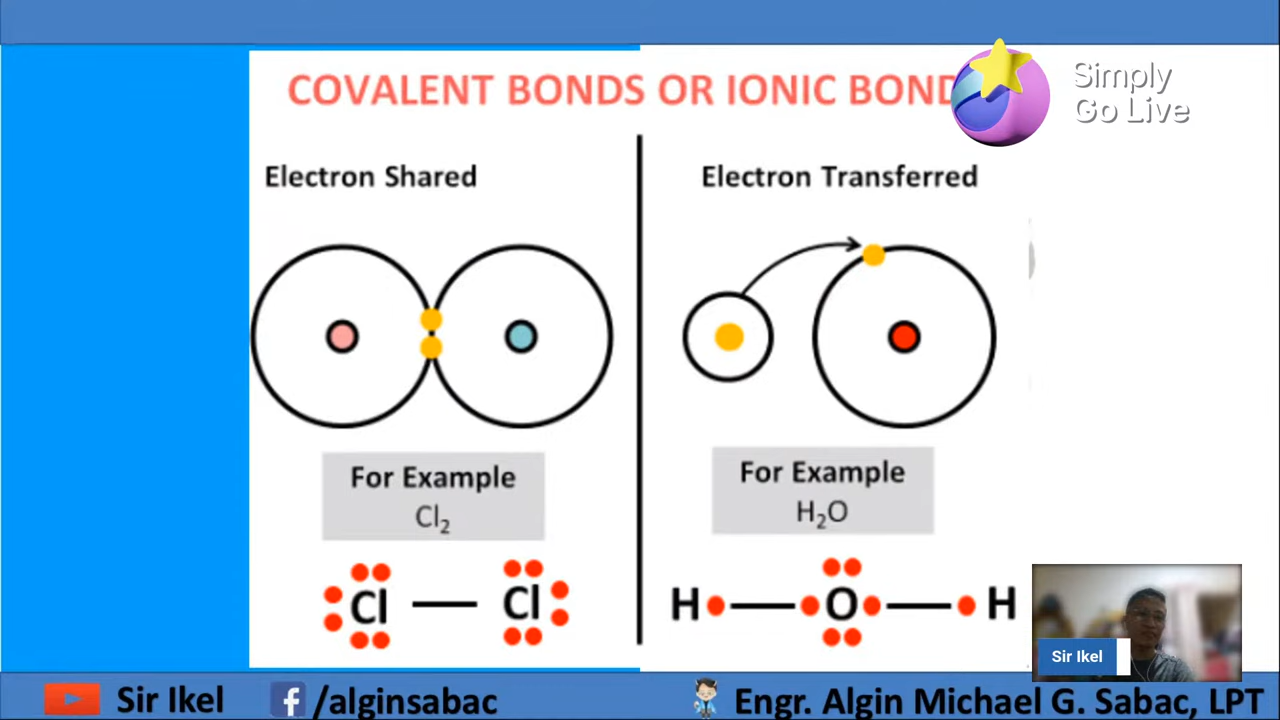 COVALENT BONDS OR IONIC BOND
Simply
Go Live
Electron Shared
Electron Transferred
For Example
Cl₂
For Example
H₂O
Cl — Cl
H — O — H
Sir Ikel
Sir Ikel
/alginsabac
Engr. Algin Michael G. Sabac, LPT